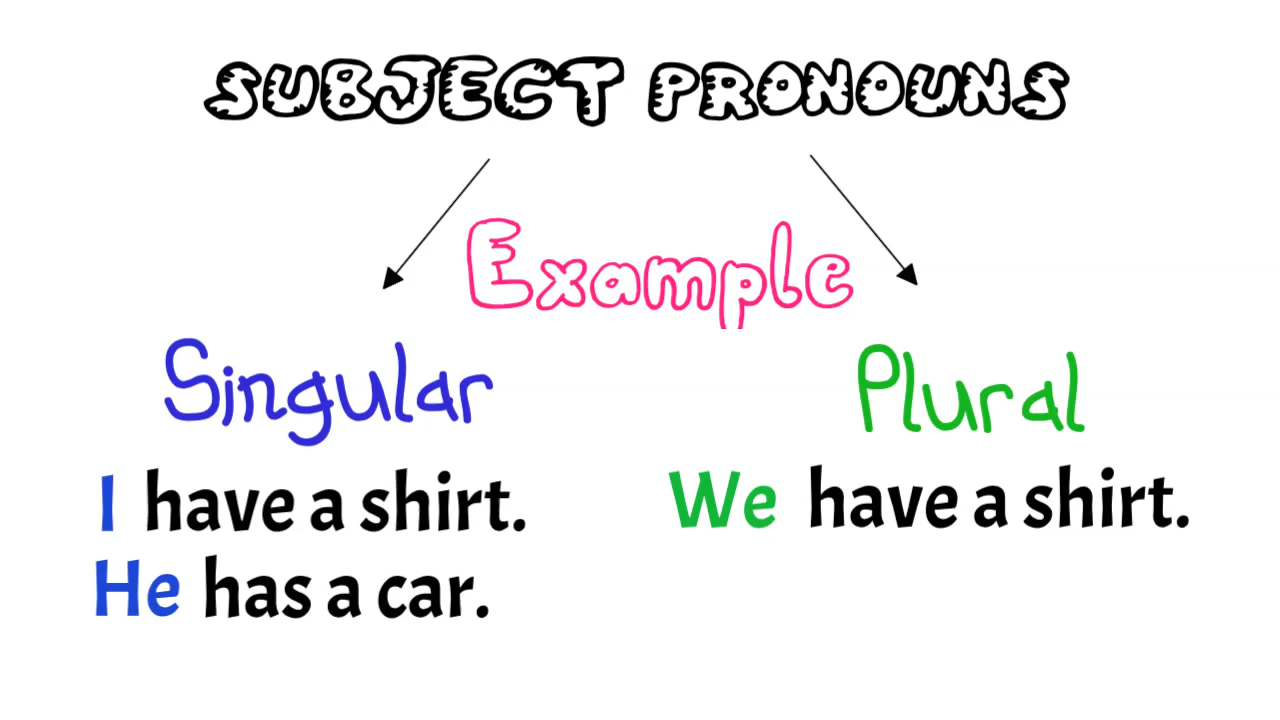 SUBJECT PRONOUNS
Example
Singular
I have a shirt.
He has a car.
Plural
We have a shirt.